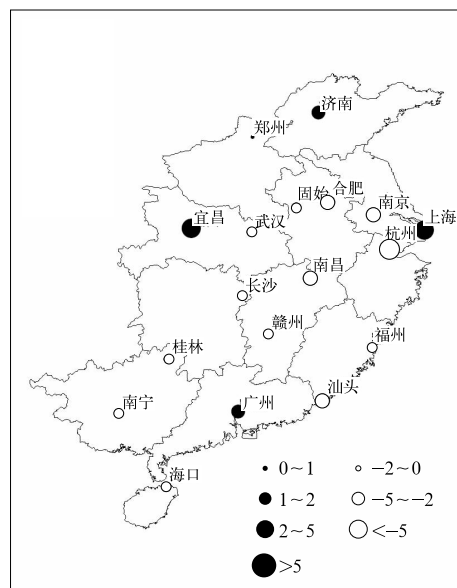 济南
郑州
固始 合肥
南京
宜昌
武汉
上海
杭州
南昌
长沙
赣州
福州
桂林
汕头
南宁
广州
海口
0~1
−2~0
1~2
−5~−2
2~5
<−5
>5